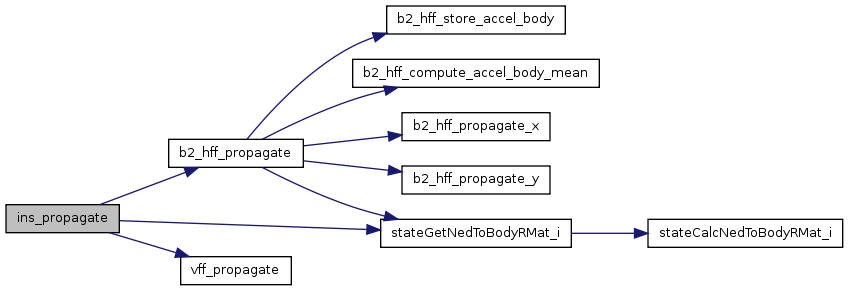 b2_hff_store_accel_body
b2_hff_compute_accel_body_mean
b2_hff_propagate_x
b2_hff_propagate
b2_hff_propagate_y
ins_propagate
stateGetNedToBodyRMat_i
stateCalcNedToBodyRMat_i
vff_propagate